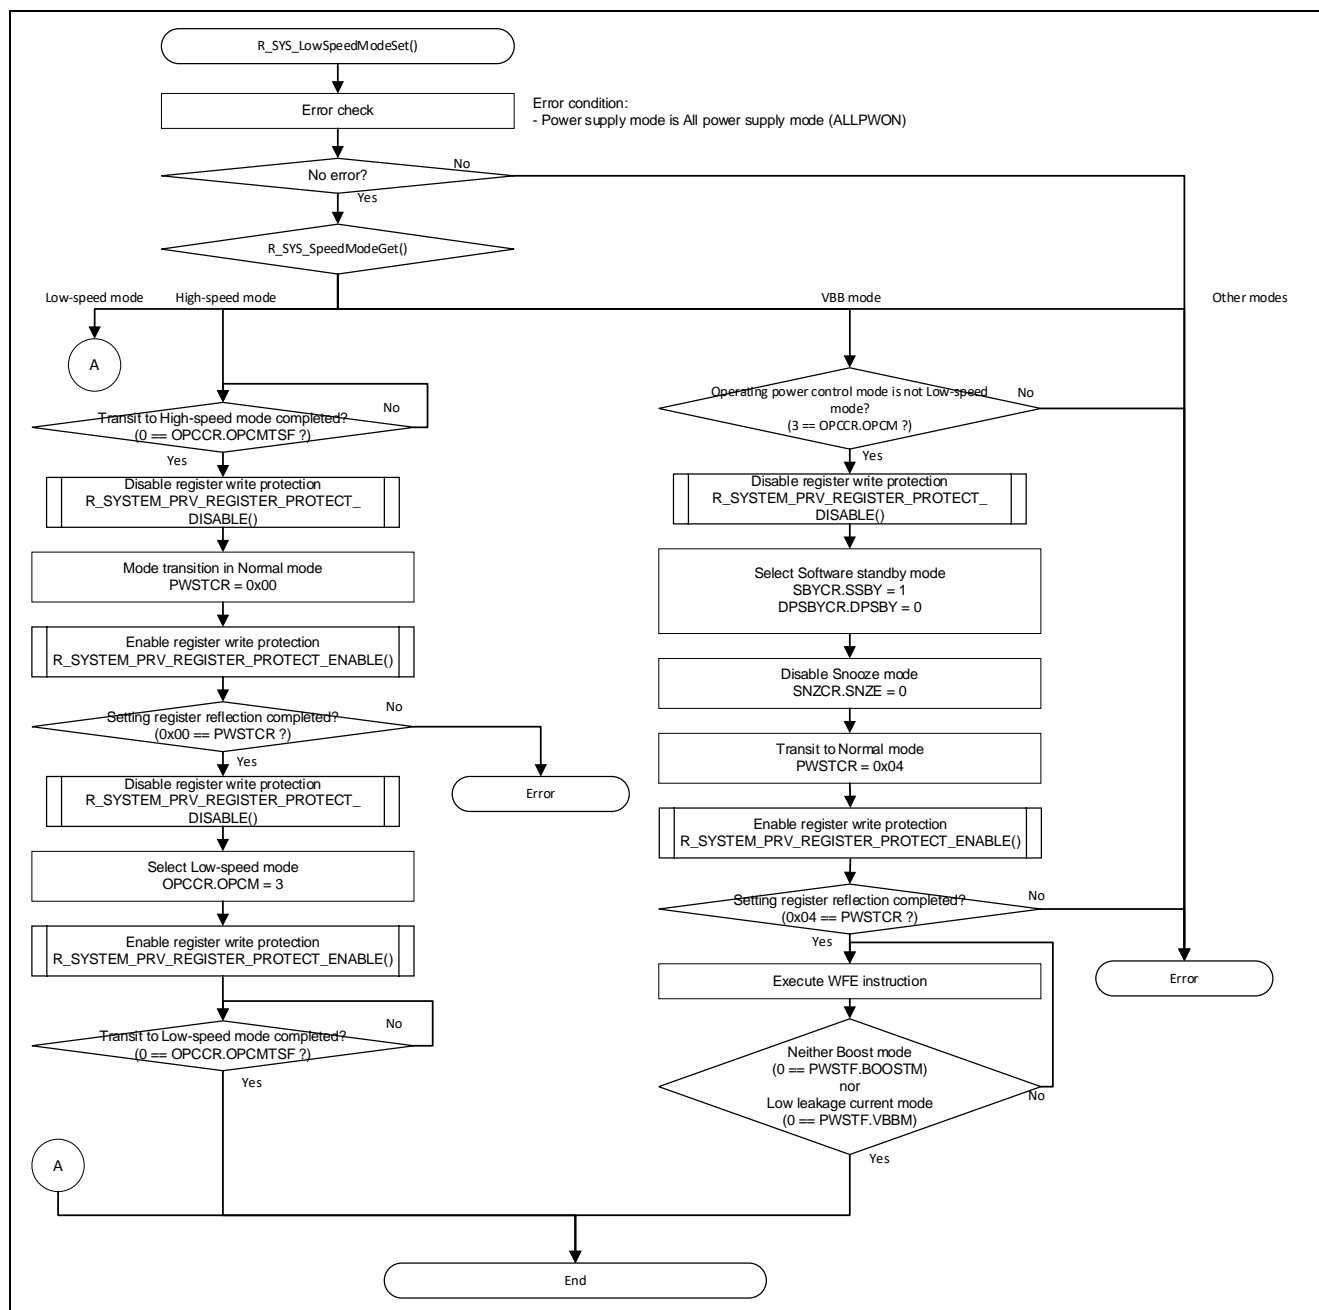 R_SYS_LowSpeedModeSet()
Error check
Error condition:
- Power supply mode is All power supply mode (ALLPWON)
No error?
No
Yes
R_SYS_SpeedModeGet()
Low-speed mode
High-speed mode
VBB mode
Other modes
A
Transit to High-speed mode completed?
(0 == OPCCR.OPCMTSF ?)
No
Yes
Disable register write protection
R_SYSTEM_PRV_REGISTER_PROTECT_
DISABLE()
Mode transition in Normal mode
PWSTCR = 0x00
Enable register write protection
R_SYSTEM_PRV_REGISTER_PROTECT_ENABLE()
Setting register reflection completed?
(0x00 == PWSTCR ?)
No
Yes
Error
Disable register write protection
R_SYSTEM_PRV_REGISTER_PROTECT_
DISABLE()
Select Low-speed mode
OPCCR.OPCM = 3
Enable register write protection
R_SYSTEM_PRV_REGISTER_PROTECT_ENABLE()
Transit to Low-speed mode completed?
(0 == OPCCR.OPCMTSF ?)
No
Yes
Operating power control mode is not Low-speed
mode?
(3 == OPCCR.OPCM ?)
No
Yes
Disable register write protection
R_SYSTEM_PRV_REGISTER_PROTECT_
DISABLE()
Select Software standby mode
SBYCR.SSBY = 1
DPSBYCR.DPSBY = 0
Disable Snooze mode
SNZCR.SNZE = 0
Transit to Normal mode
PWSTCR = 0x04
Enable register write protection
R_SYSTEM_PRV_REGISTER_PROTECT_ENABLE()
Setting register reflection completed?
(0x04 == PWSTCR ?)
No
Yes
Error
Execute WFE instruction
Neither Boost mode
(0 == PWSTF.BOOSTM)
nor
Low leakage current mode
(0 == PWSTF.VBBM)
No
Yes
A
End